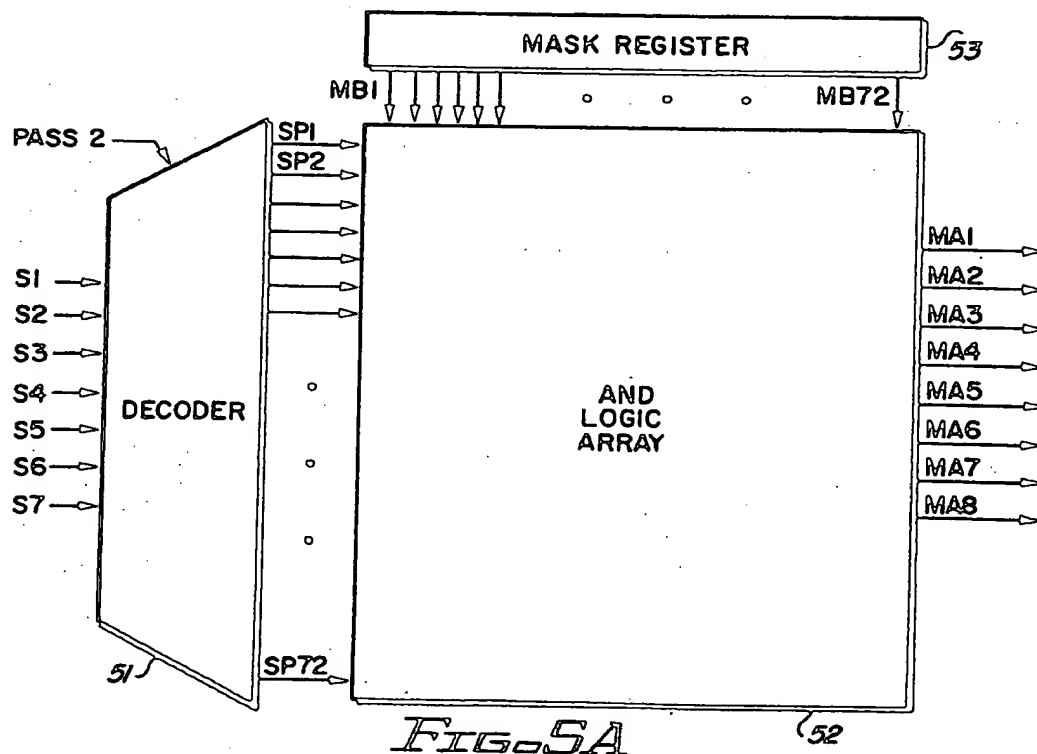 MASK REGISTER
53
MB1
MB72
PASS 2
SP1
SP2
S1
S2
S3
S4
S5
S6
S7
DECODER
AND
LOGIC
ARRAY
MA1
MA2
MA3
MA4
MA5
MA6
MA7
MA8
SP72
51
52
FIG. 5A